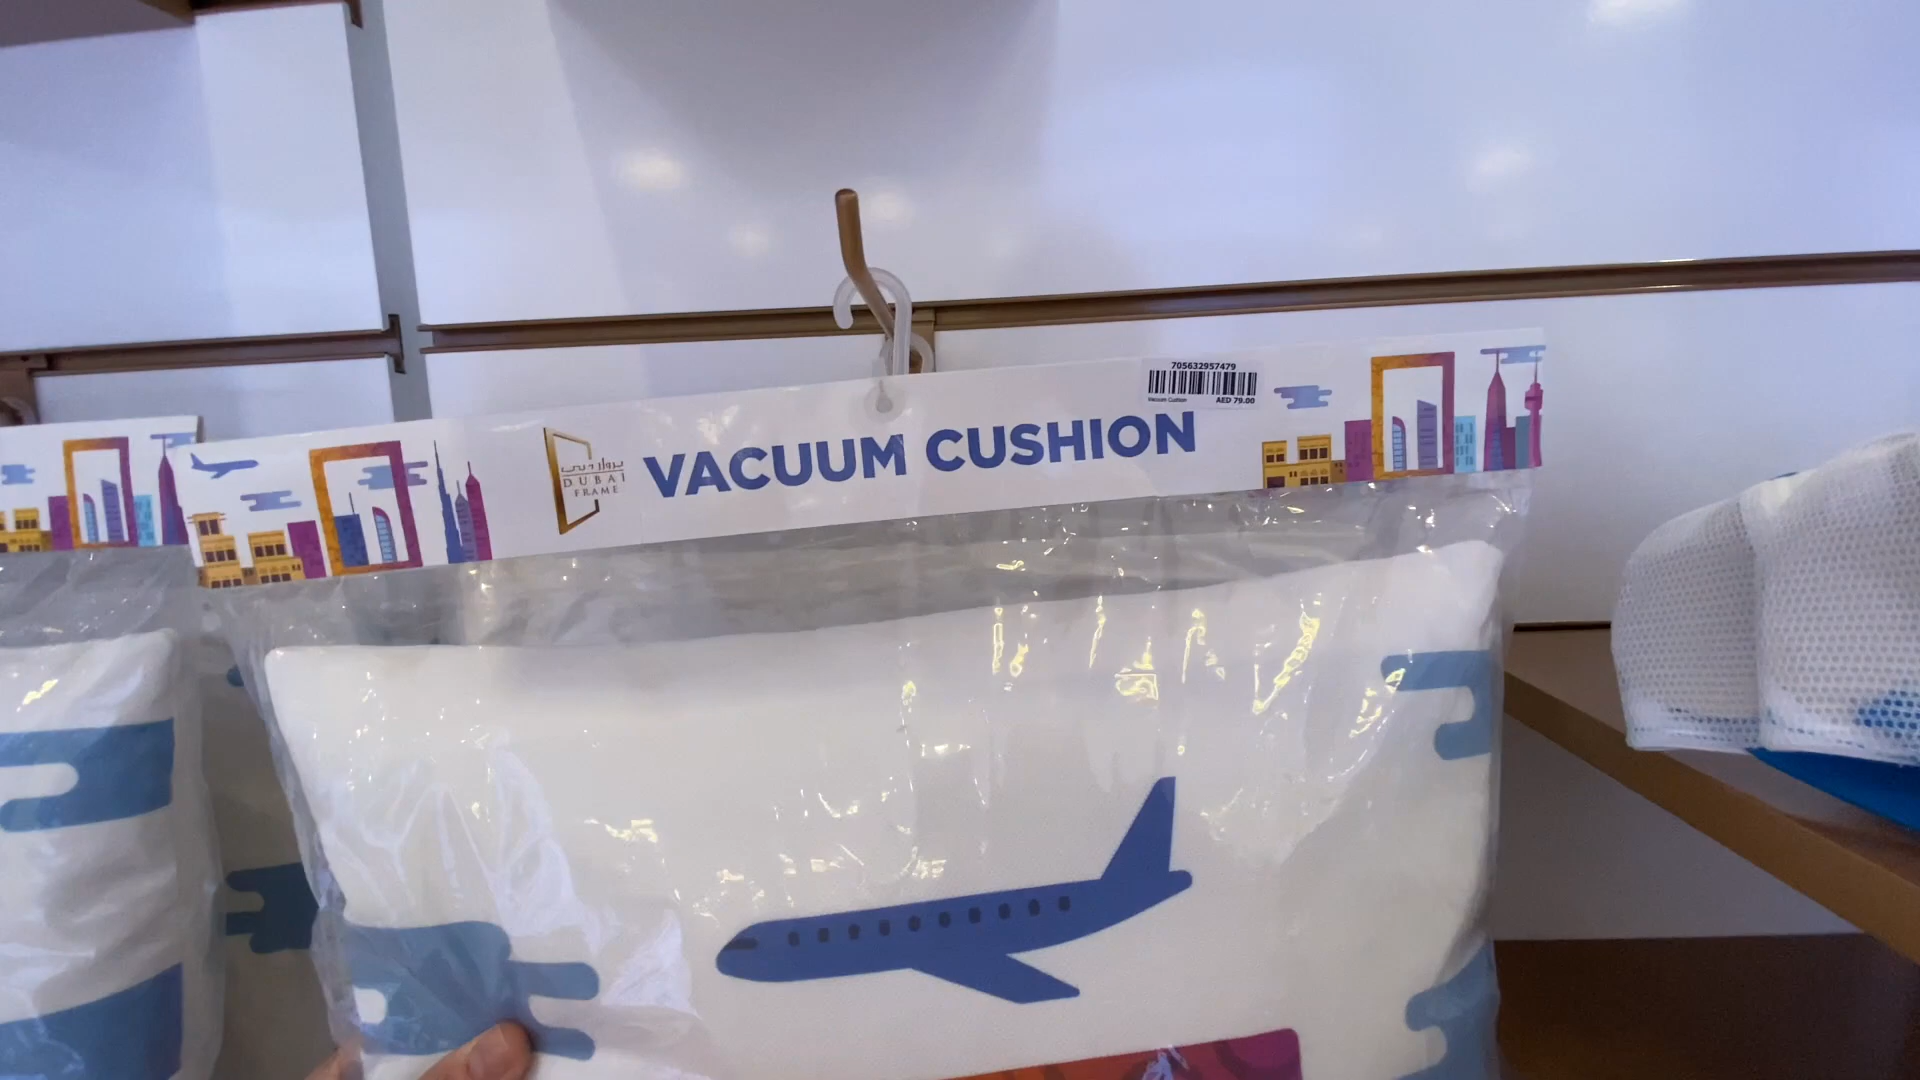 705632957479
Vacuum Cushion AED 79.00
برواز دبي
DUBAI
FRAME
VACUUM CUSHION